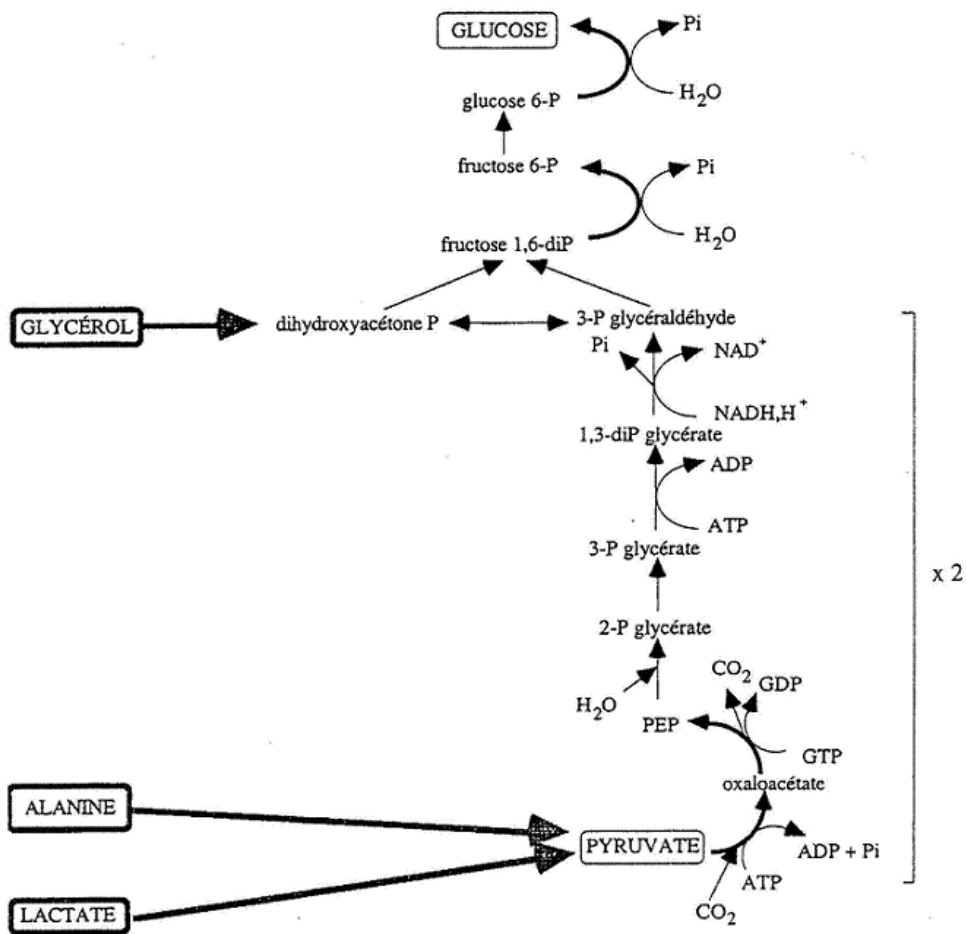 GLUCOSE
Pi
glucose 6-P
H2O
fructose 6-P
Pi
H2O
fructose 1,6-diP
GLYCÉROL
dihydroxyacétone P
3-P glycéraldéhyde
Pi
NAD+
NADH,H+
1,3-diP glycérate
ADP
ATP
3-P glycérate
x 2
2-P glycérate
CO2
GDP
H2O
PEP
GTP
oxaloacétate
ALANINE
PYRUVATE
ADP + Pi
ATP
CO2
LACTATE